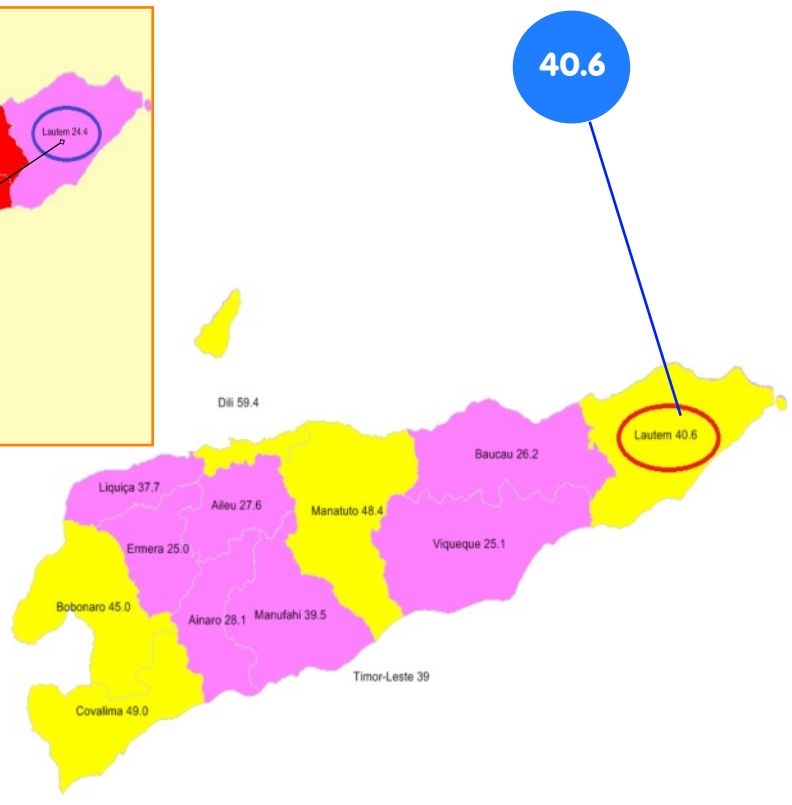 40.6
Lautem 24.4
Dili 59.4
Lautem 40.6
Baucau 26.2
Liquiça 37.7
Aileu 27.6
Manatuto 48.4
Viqueque 25.1
Ermera 25.0
Bobonaro 45.0
Ainaro 28.1
Manufahi 39.5
Timor-Leste 39
Covalima 49.0